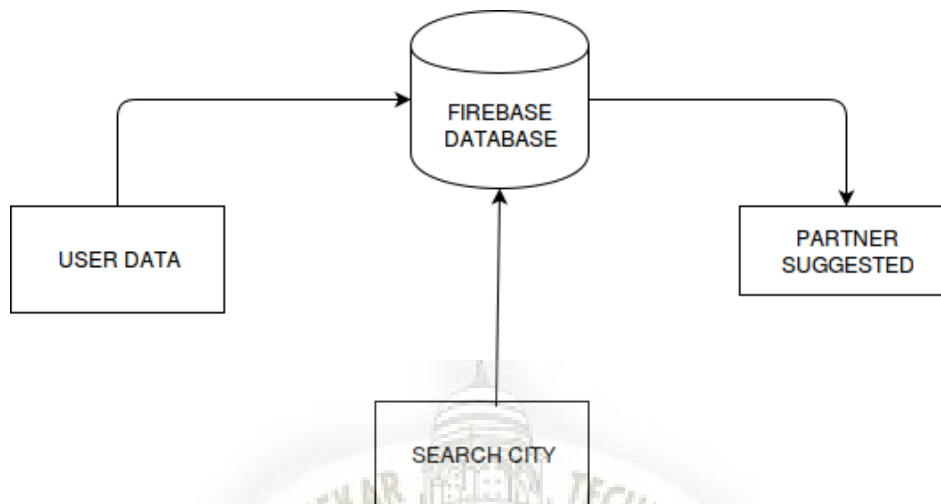 FIREBASE
DATABASE
USER DATA
PARTNER
SUGGESTED
SEARCH CITY